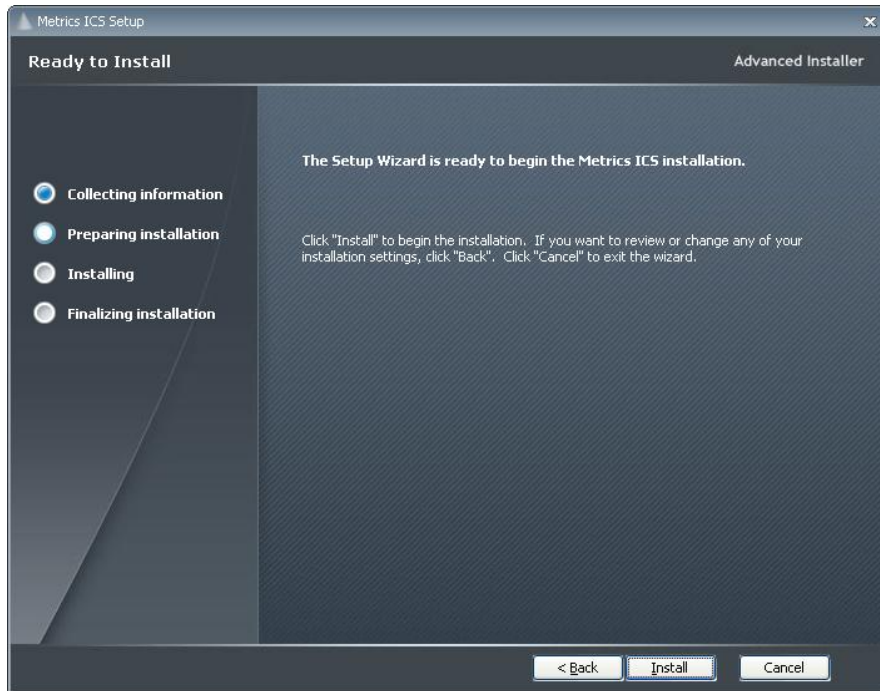 Metrics ICS Setup
Ready to Install
Advanced Installer
Collecting information
Preparing installation
Installing
Finalizing installation
The Setup Wizard is ready to begin the Metrics ICS installation.
Click "Install" to begin the installation. If you want to review or change any of your
installation settings, click "Back". Click "Cancel" to exit the wizard.
< Back
Install
Cancel